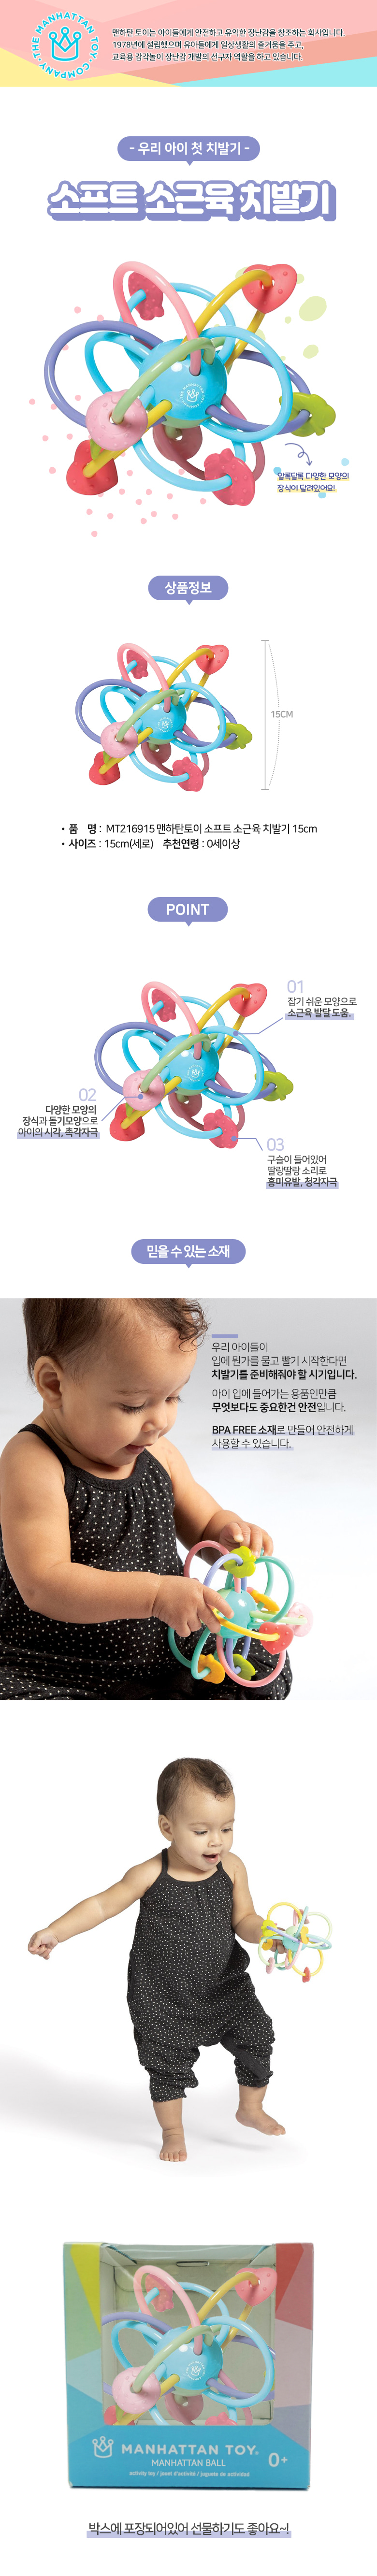 THE MANHATTAN TOY COMPANY
맨하탄 토이는 아이들에게 안전하고 유익한 장난감을 창조하는 회사입니다.
1978년에 설립했으며 유아들에게 일상생활의 즐거움을 주고,
교육용 감각놀이 장난감 개발의 선구자 역할을 하고 있습니다.
- 우리 아이 첫 치발기 -
소프트 소근육 치발기
알록달록 다양한 모양의
장식이 달려있어요!
상품정보
15CM
• 품 명 : MT216915 맨하탄토이 소프트 소근육 치발기 15cm
• 사이즈 : 15cm(세로) 추천연령 : 0세이상
POINT
01
잡기 쉬운 모양으로
소근육 발달 도움.
02
다양한 모양의
장식과 돌기모양으로
아이의 시각, 촉각자극
03
구슬이 들어있어
딸랑딸랑 소리로
흥미유발, 청각자극
믿을 수 있는 소재
우리 아이들이
입에 뭔가를 물고 빨기 시작한다면
치발기를 준비해줘야 할 시기입니다.
아이 입에 들어가는 용품인만큼
무엇보다도 중요한건 안전입니다.
BPA FREE 소재로 만들어 안전하게
사용할 수 있습니다.
MANHATTAN TOY.
MANHATTAN BALL
activity toy / jouet d'activité / juguete de actividad
0+
박스에 포장되어있어 선물하기도 좋아요~!